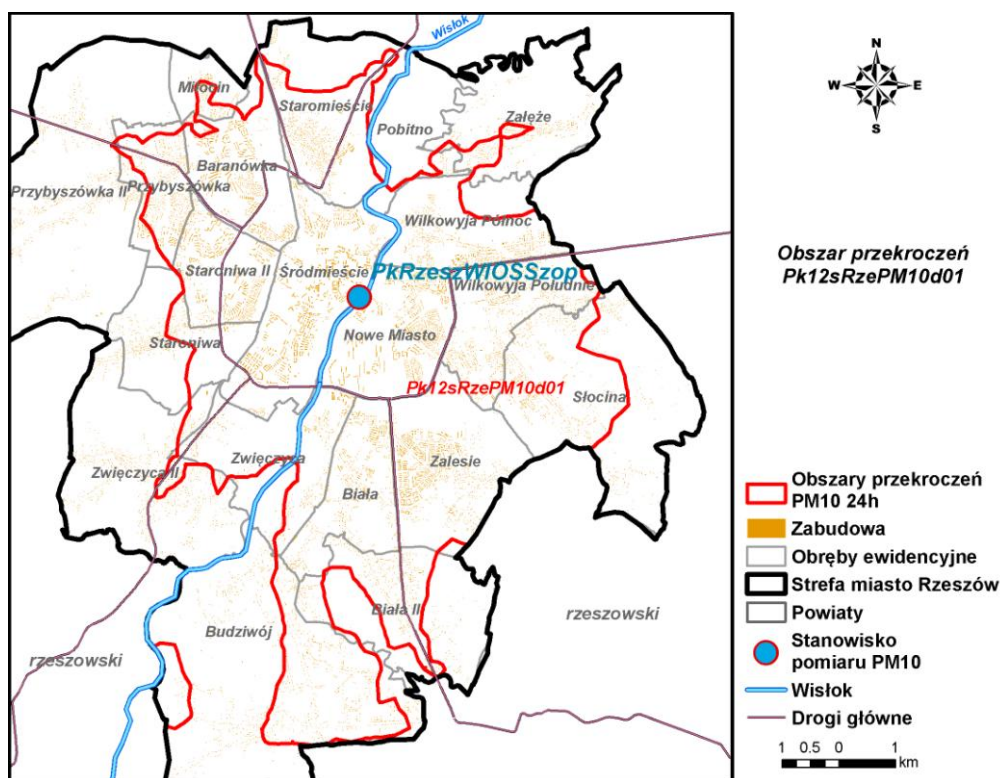 Wisłok
N
W E
S
Miłocin
Staromieście
Pobitno
Załęże
Baranówka
Przybyszówka II
Przybyszówka
Wilkowyja Północ
Staroniwa II
Śródmieście
PkRzeszWIOSSzop
Wilkowyja Południe
Obszar przekroczeń
Pk12sRzePM10d01
Nowe Miasto
Staroniwa
Pk12sRzePM10d01
Słocina
Zwięczyca II
Zwięczyca
Zalesie
Biała
Biała II
Budziwój
rzeszowski
rzeszowski
Obszary przekroczeń
PM10 24h
Zabudowa
Obręby ewidencyjne
Strefa miasto Rzeszów
Powiaty
Stanowisko
pomiaru PM10
Wisłok
Drogi główne
1 0.5 0 1
km